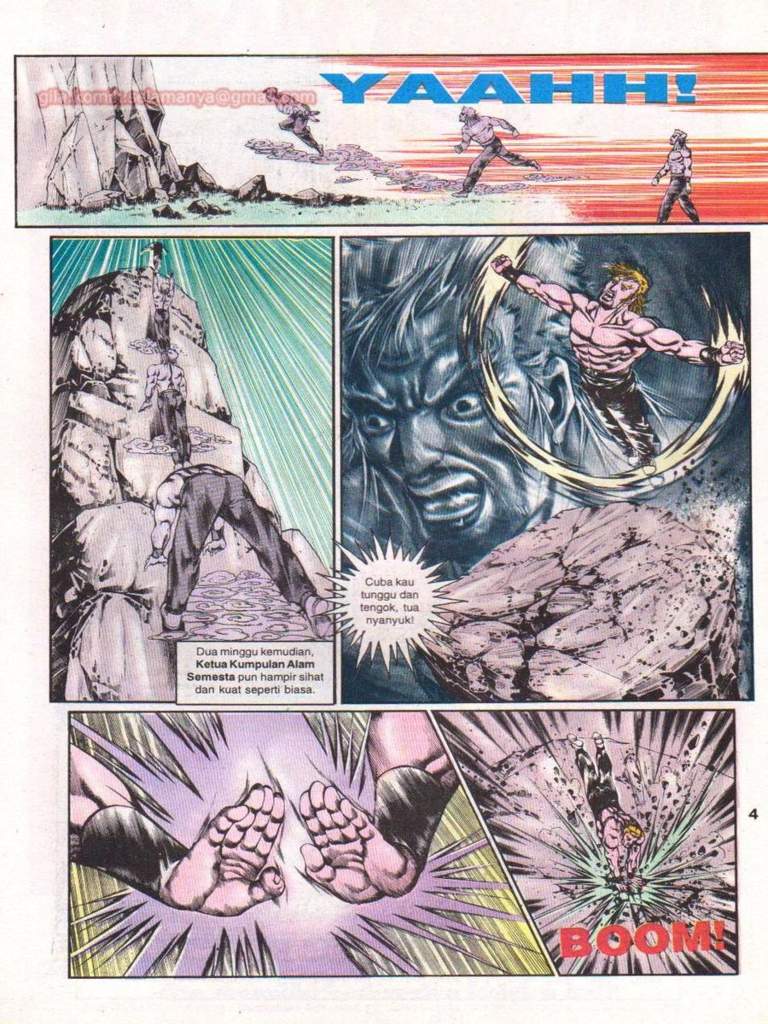 YAAHH!
Dua minggu kemudian,
Ketua Kumpulan Alam
Semesta pun hampir sihat
dan kuat seperti biasa.
Cuba kau
tunggu dan
tengok, tua
nyanyuk!
4
BOOM!